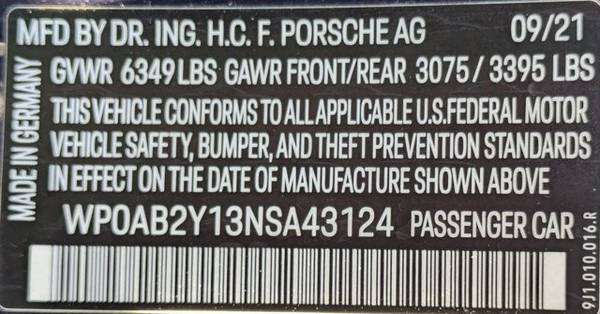 MFD BY DR. ING. H.C. F. PORSCHE AG 09/21
GVWR 6349 LBS GAWR FRONT/REAR 3075 / 3395 LBS
THIS VEHICLE CONFORMS TO ALL APPLICABLE U.S. FEDERAL MOTOR
VEHICLE SAFETY, BUMPER, AND THEFT PREVENTION STANDARDS
IN EFFECT ON THE DATE OF MANUFACTURE SHOWN ABOVE
WP0AB2Y13NSA43124 PASSENGER CAR
MADE IN GERMANY
9J1.010.016.R